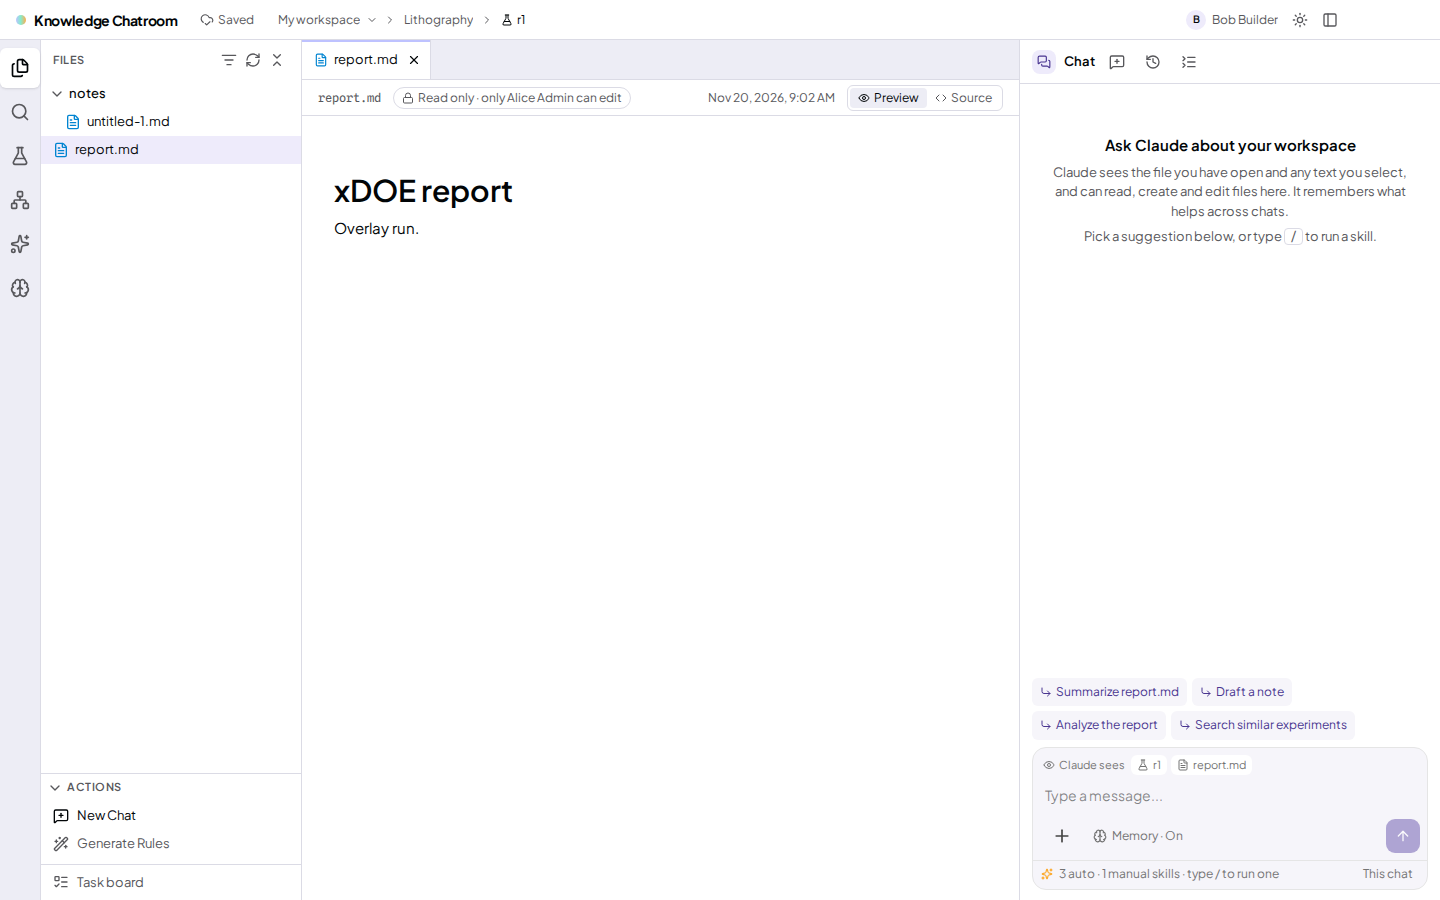 Knowledge Chatroom
Saved
My workspace
Lithography
r1
B
Bob Builder
FILES
notes
untitled-1.md
report.md
ACTIONS
New Chat
Generate Rules
Task board
report.md
report.md
Read only · only Alice Admin can edit
Nov 20, 2026, 9:02 AM
Preview
Source
xDOE report
Overlay run.
Chat
Ask Claude about your workspace
Claude sees the file you have open and any text you select,
and can read, create and edit files here. It remembers what
helps across chats.
Pick a suggestion below, or type / to run a skill.
Summarize report.md
Draft a note
Analyze the report
Search similar experiments
Claude sees
r1
report.md
Type a message...
Memory · On
3 auto · 1 manual skills · type / to run one
This chat